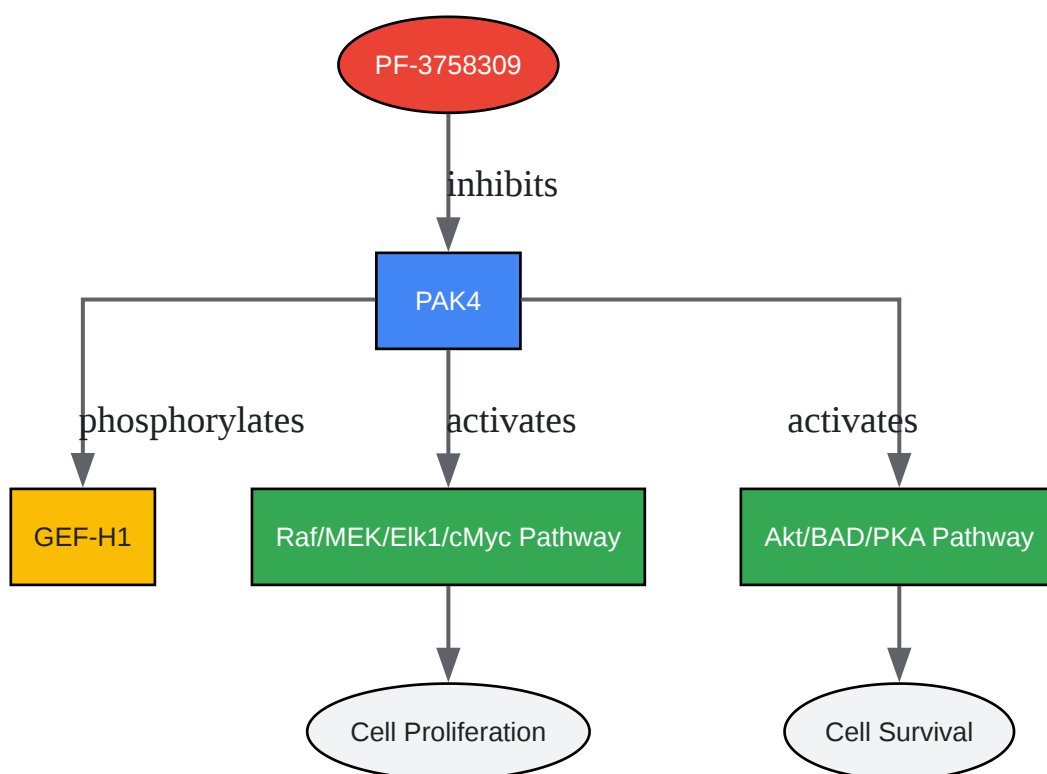 PF-3758309
inhibits
PAK4
phosphorylates
activates
activates
GEF-H1
Raf/MEK/Elk1/cMyc Pathway
Akt/BAD/PKA Pathway
Cell Proliferation
Cell Survival